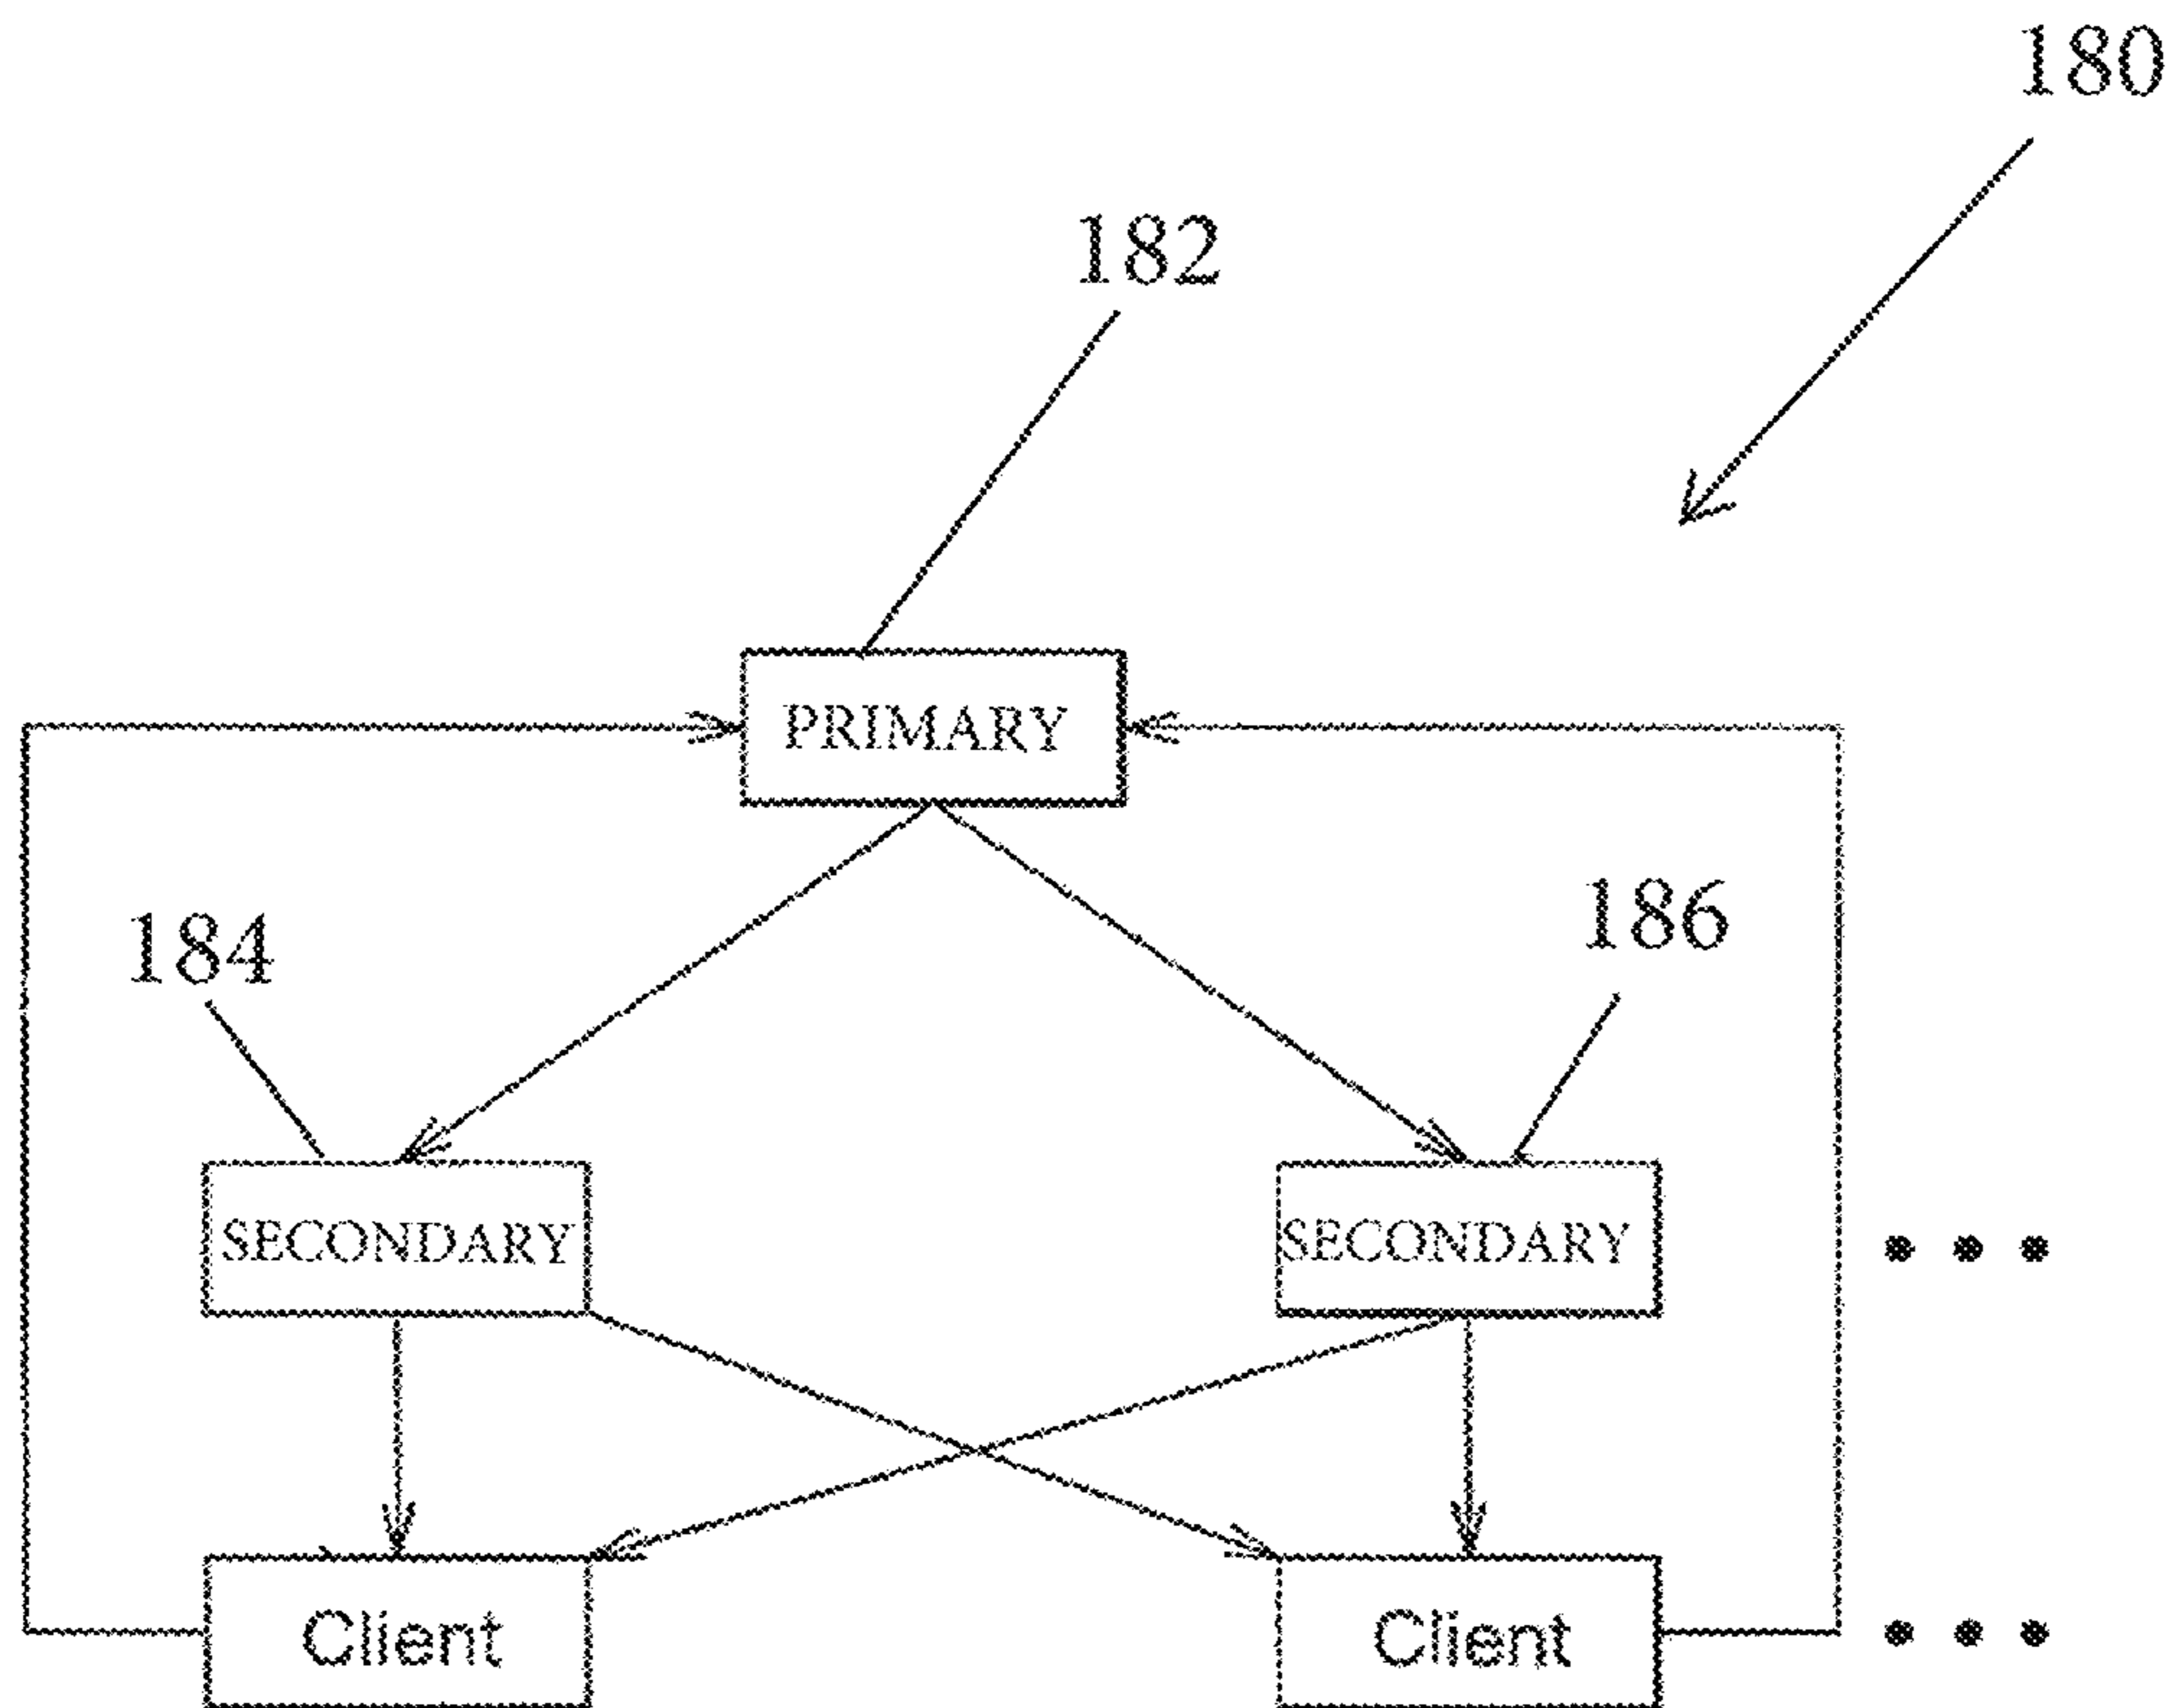 180
182
PRIMARY
184
186
SECONDARY
SECONDARY
Client
Client